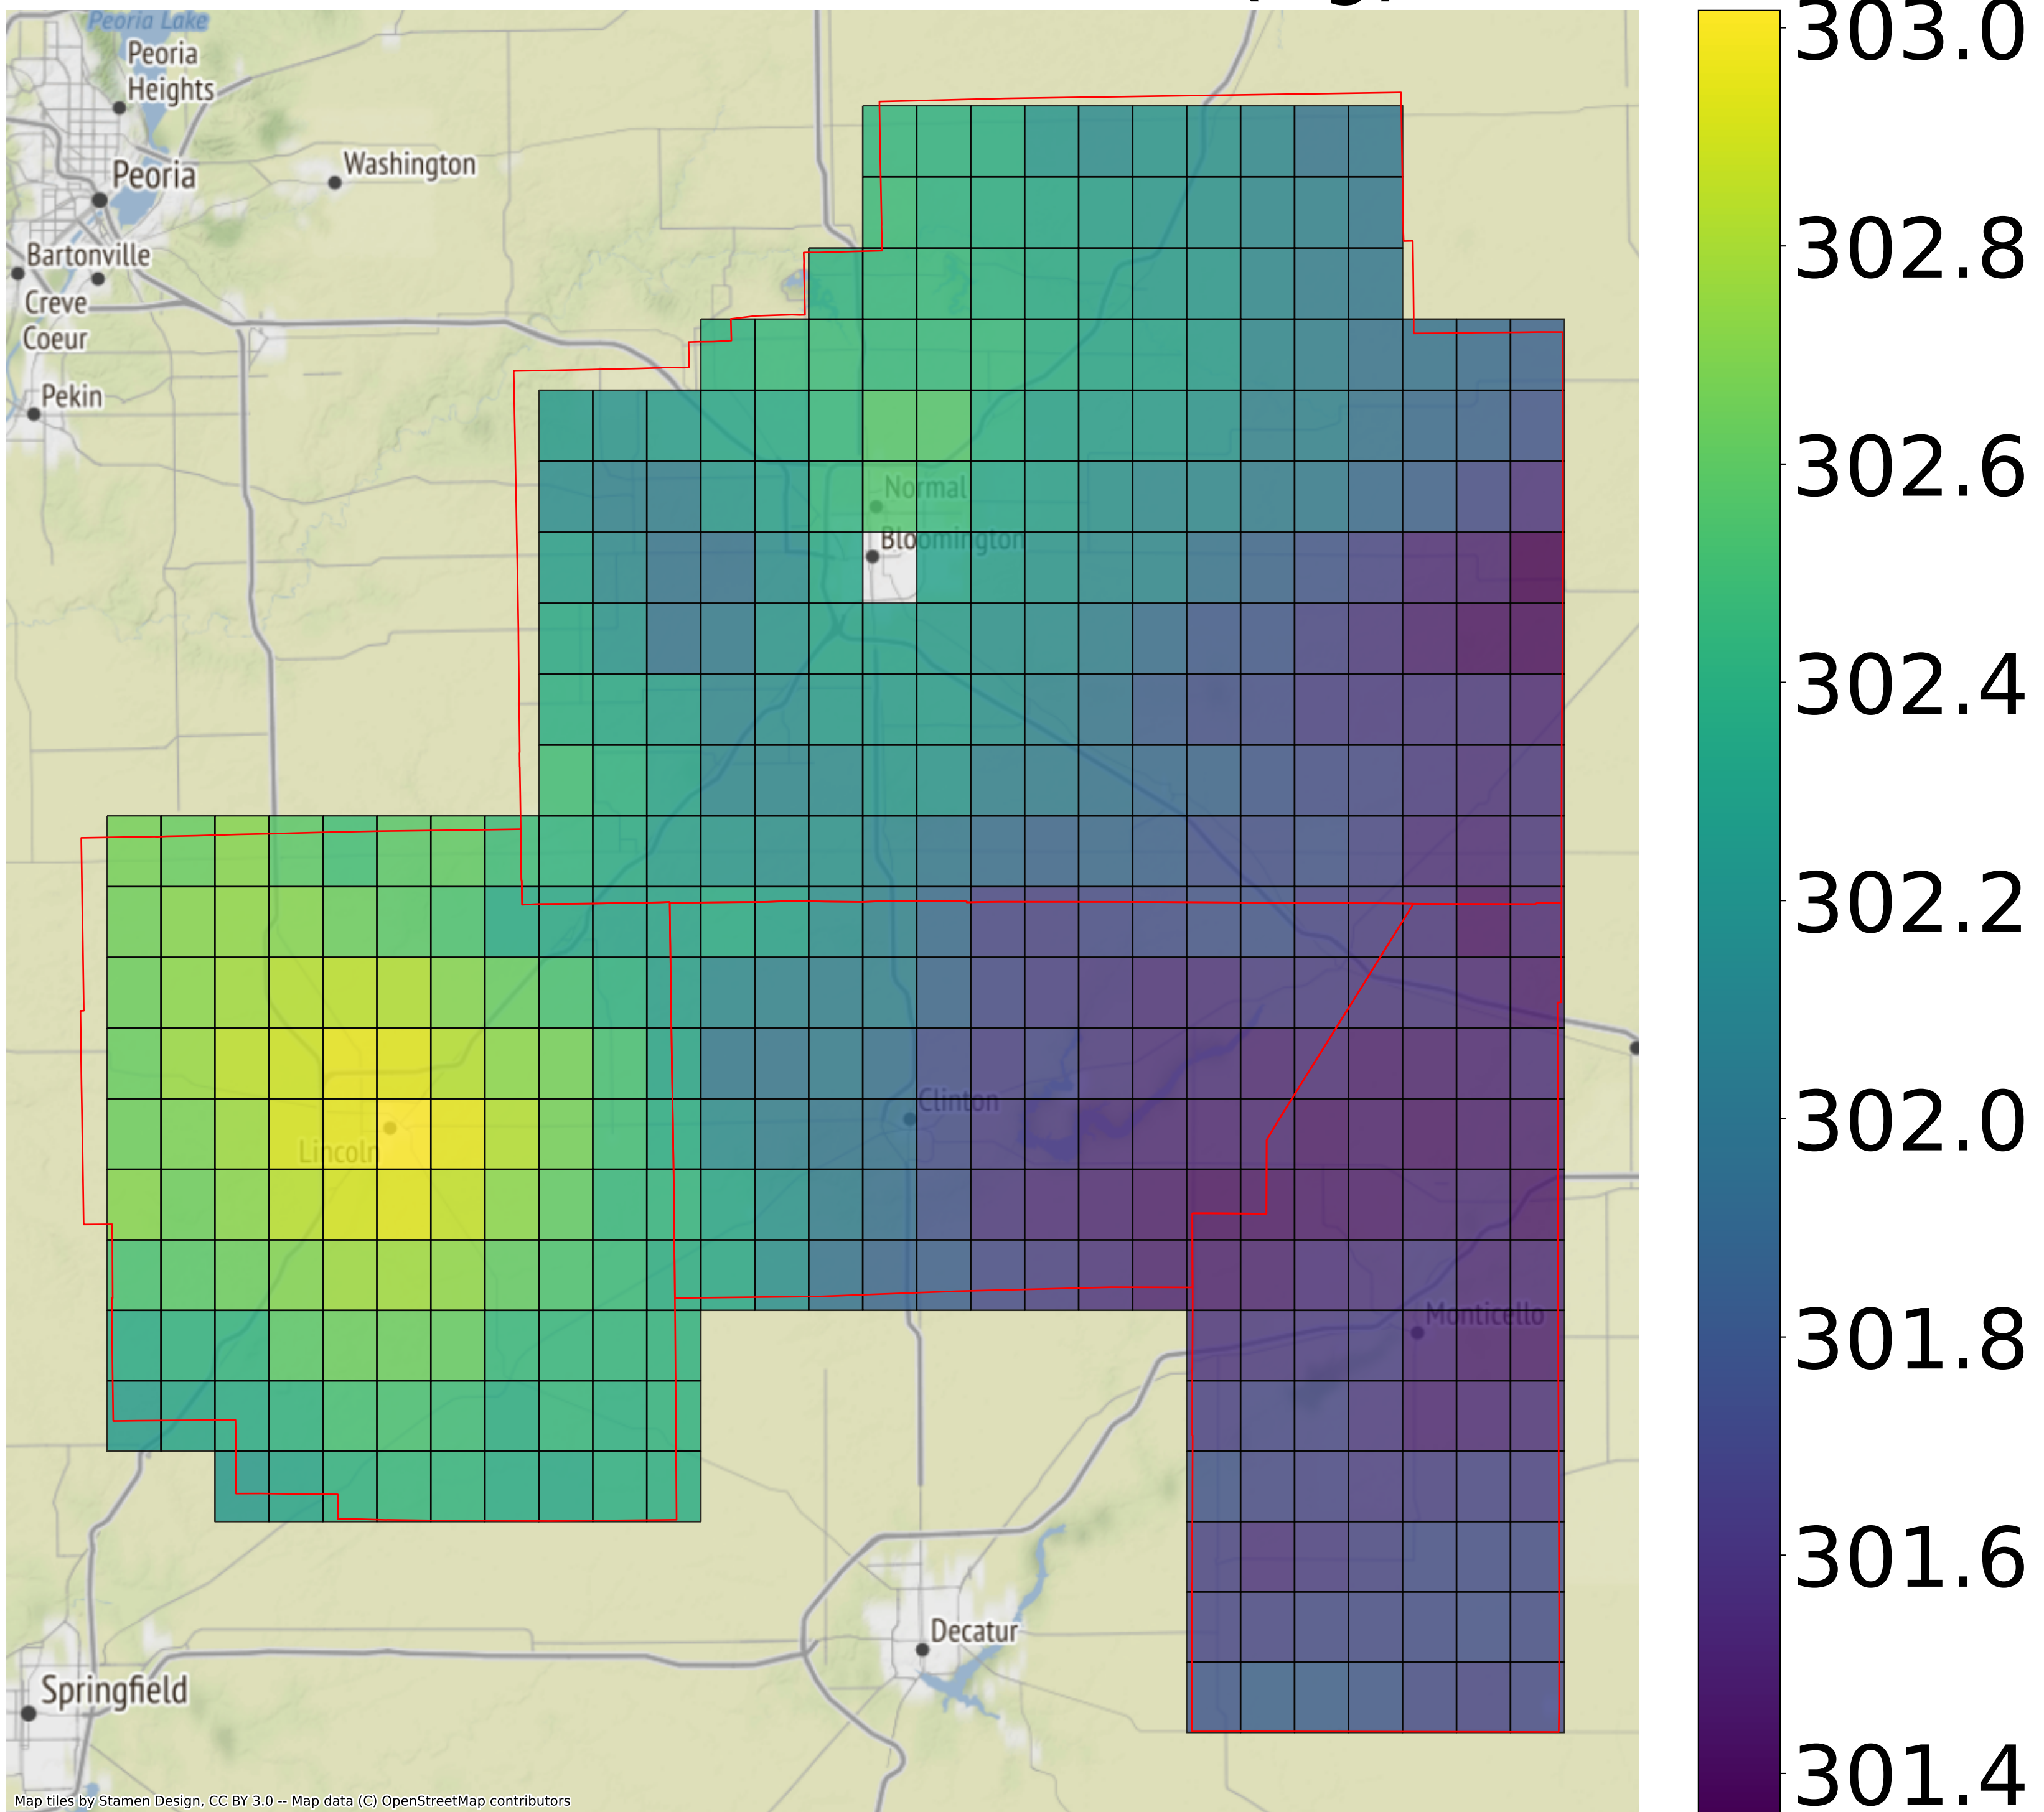 Peoria Lake
Peoria
Heights
Peoria
Washington
Bartonville
Creve
Coeur
Pekin
Normal
Bloomington
Lincoln
Clinton
Monticello
Decatur
Springfield
303.0
302.8
302.6
302.4
302.2
302.0
301.8
301.6
301.4
Map tiles by Stamen Design, CC BY 3.0 -- Map data (C) OpenStreetMap contributors